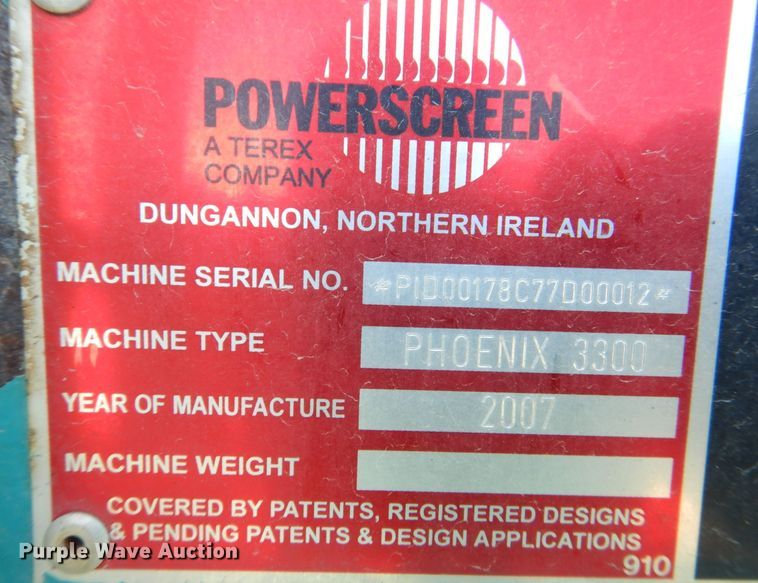 POWERSCREEN
A TEREX
COMPANY
DUNGANNON, NORTHERN IRELAND
MACHINE SERIAL NO. *PID00178C77D00012*
MACHINE TYPE PHOENIX 3300
YEAR OF MANUFACTURE 2007
MACHINE WEIGHT
COVERED BY PATENTS, REGISTERED DESIGNS
& PENDING PATENTS & DESIGN APPLICATIONS
910
Purple Wave Auction